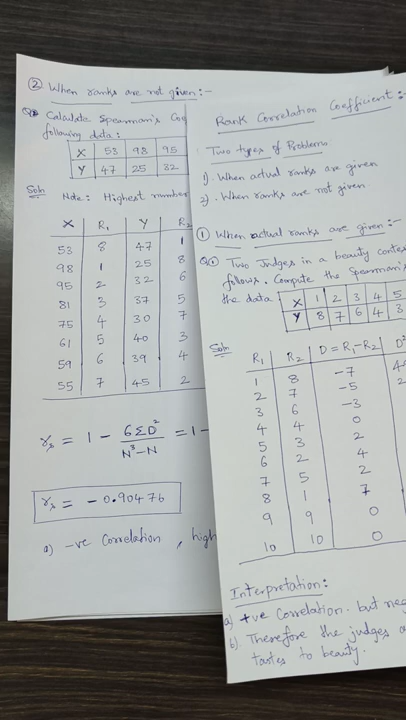 ② When ranks are not given:-
Calculate Spearman's
following data:
X 53 98 95
Y 47 25 32
Soln Note: Highest number
X R₁ Y R₂
53 8 47 1
98 1 25 8
95 2 32 6
81 3 37 5
75 4 30 7
61 5 40 3
59 6 39 4
55 7 45 2
rₛ = 1 - 6ΣD² / N³-N = 1-
rₛ = -0.90476
a) -ve Correlation, high
Rank Correlation Coefficient:-
Two types of Problems
1). When actual ranks are given
2). When ranks are not given.
① When actual ranks are given:-
Q① Two Judges in a beauty
follows. Compute the Spearman's
the data
X 1 2 3 4 5
Y 8 7 6 4 3
Soln
R₁ R₂ D=R₁-R₂ D²
1 8 -7
2 7 -5
3 6 -3
4 4 0
5 3 2
6 2 4
7 5 2
8 1 7
9 9 0
10 10 0
Interpretation:
a) +ve Correlation. but
b). Therefore the judges
tastes to beauty.